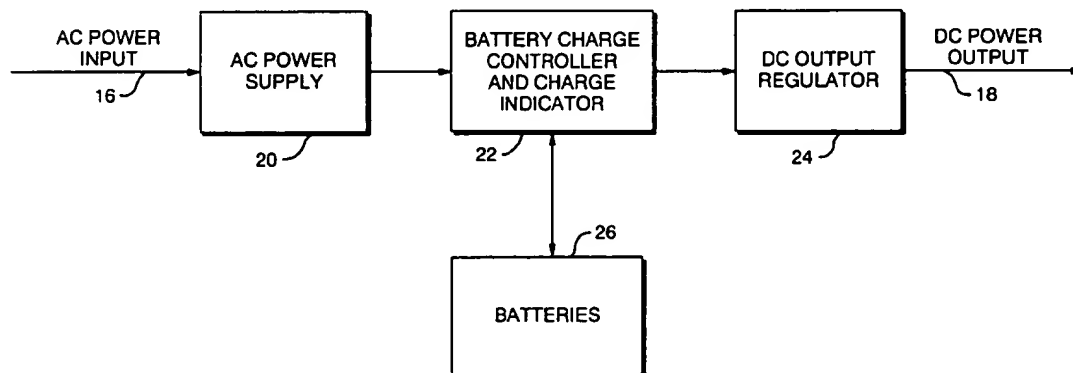 AC POWER
INPUT
16
AC POWER
SUPPLY
20
BATTERY CHARGE
CONTROLLER
AND CHARGE
INDICATOR
22
DC OUTPUT
REGULATOR
24
DC POWER
OUTPUT
18
26
BATTERIES